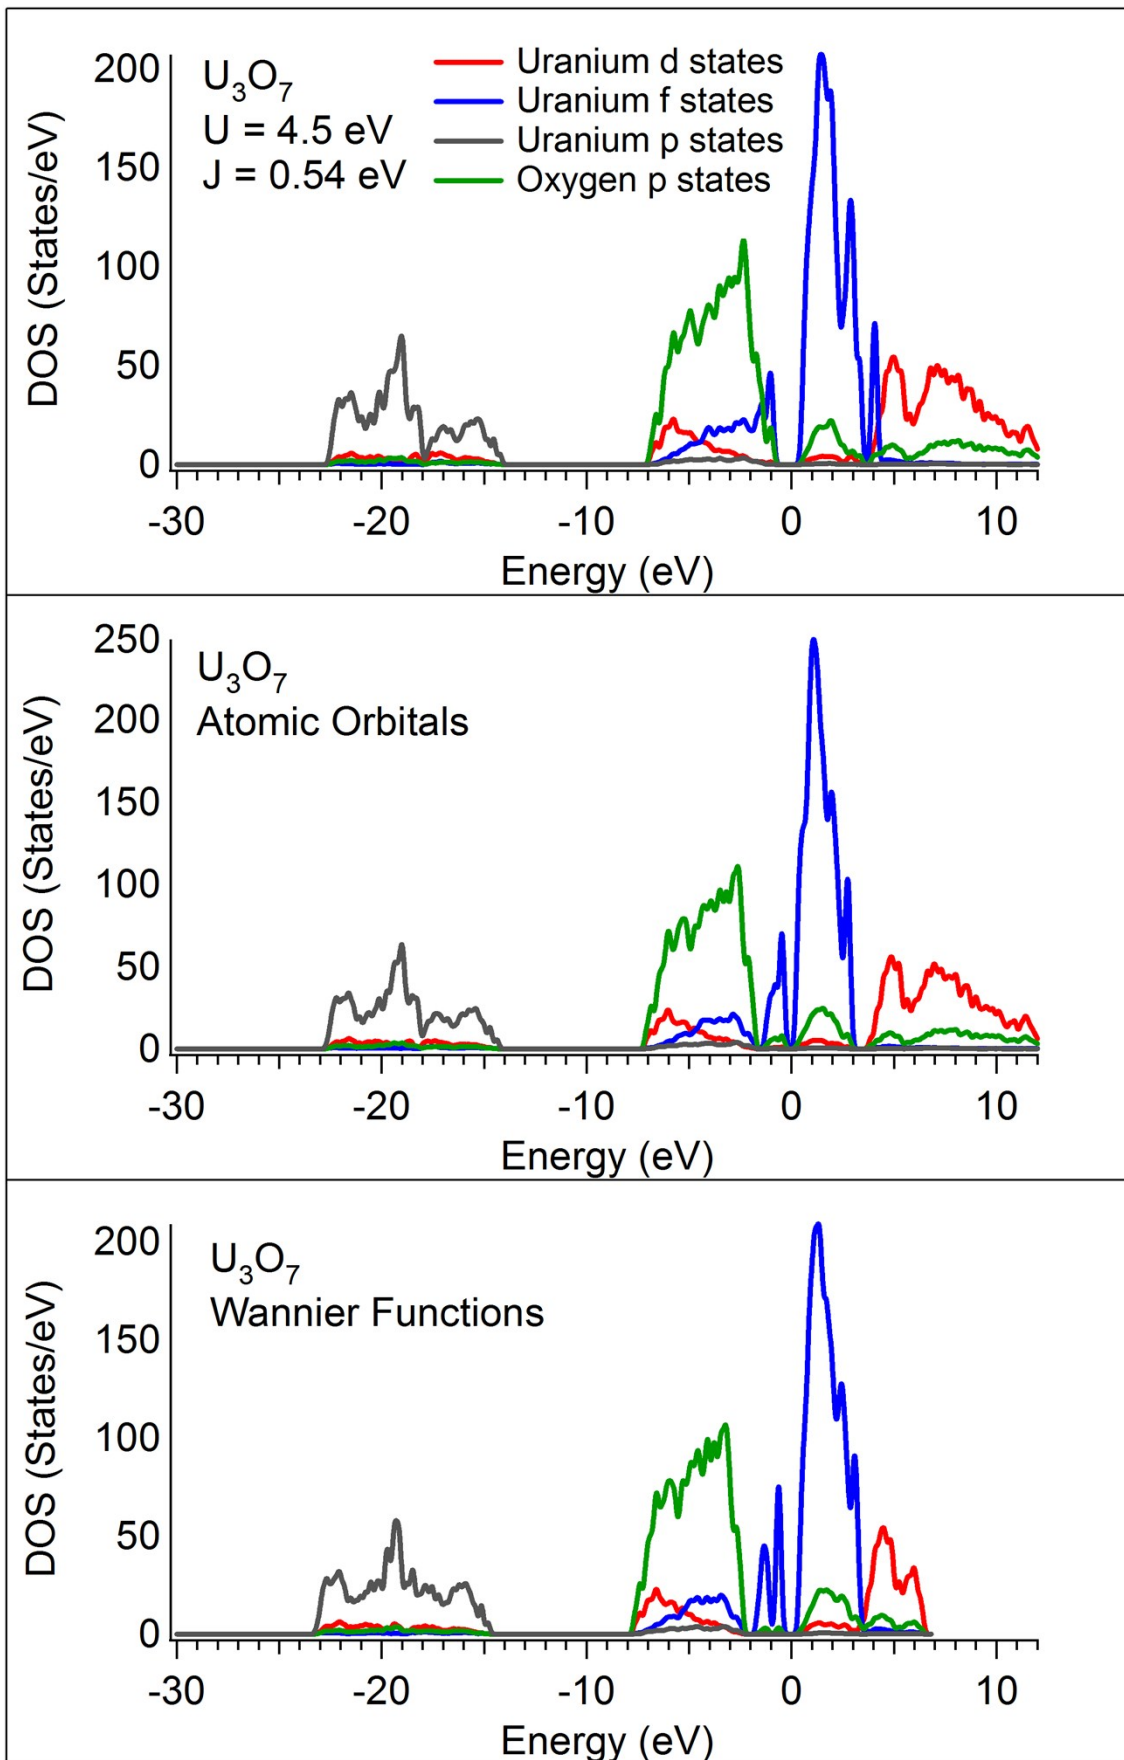 U₃O₇
U = 4.5 eV
J = 0.54 eV
Uranium d states
Uranium f states
Uranium p states
Oxygen p states
DOS (States/eV)
200
150
100
50
0
-30 -20 -10 0 10
Energy (eV)
U₃O₇
Atomic Orbitals
DOS (States/eV)
250
200
150
100
50
0
-30 -20 -10 0 10
Energy (eV)
U₃O₇
Wannier Functions
DOS (States/eV)
200
150
100
50
0
-30 -20 -10 0 10
Energy (eV)